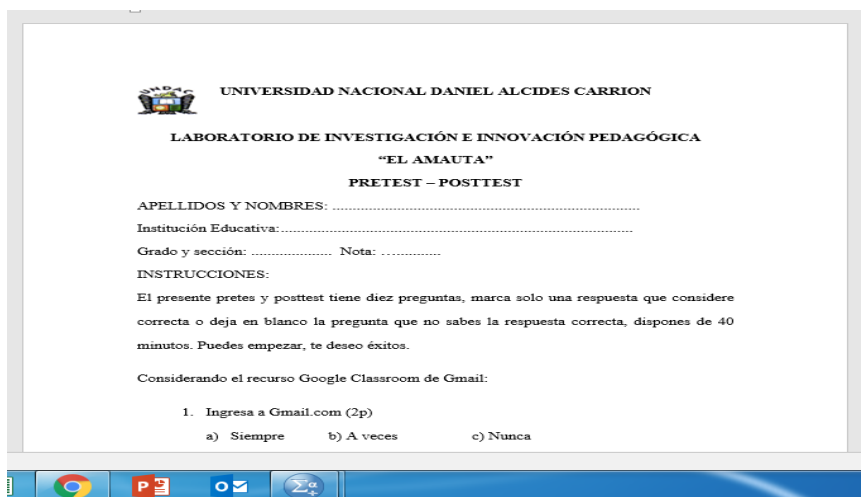 UNDAC
UNIVERSIDAD NACIONAL DANIEL ALCIDES CARRION
LABORATORIO DE INVESTIGACIÓN E INNOVACIÓN PEDAGÓGICA
“EL AMAUTA”
PRETEST – POSTTEST
APELLIDOS Y NOMBRES: ............................................................................
Institución Educativa:.......................................................................................
Grado y sección: .................... Nota: ...............
INSTRUCCIONES:
El presente pretes y posttest tiene diez preguntas, marca solo una respuesta que considere
correcta o deja en blanco la pregunta que no sabes la respuesta correcta, dispones de 40
minutos. Puedes empezar, te deseo éxitos.
Considerando el recurso Google Classroom de Gmail:
1. Ingresa a Gmail.com (2p)
a) Siempre b) A veces c) Nunca